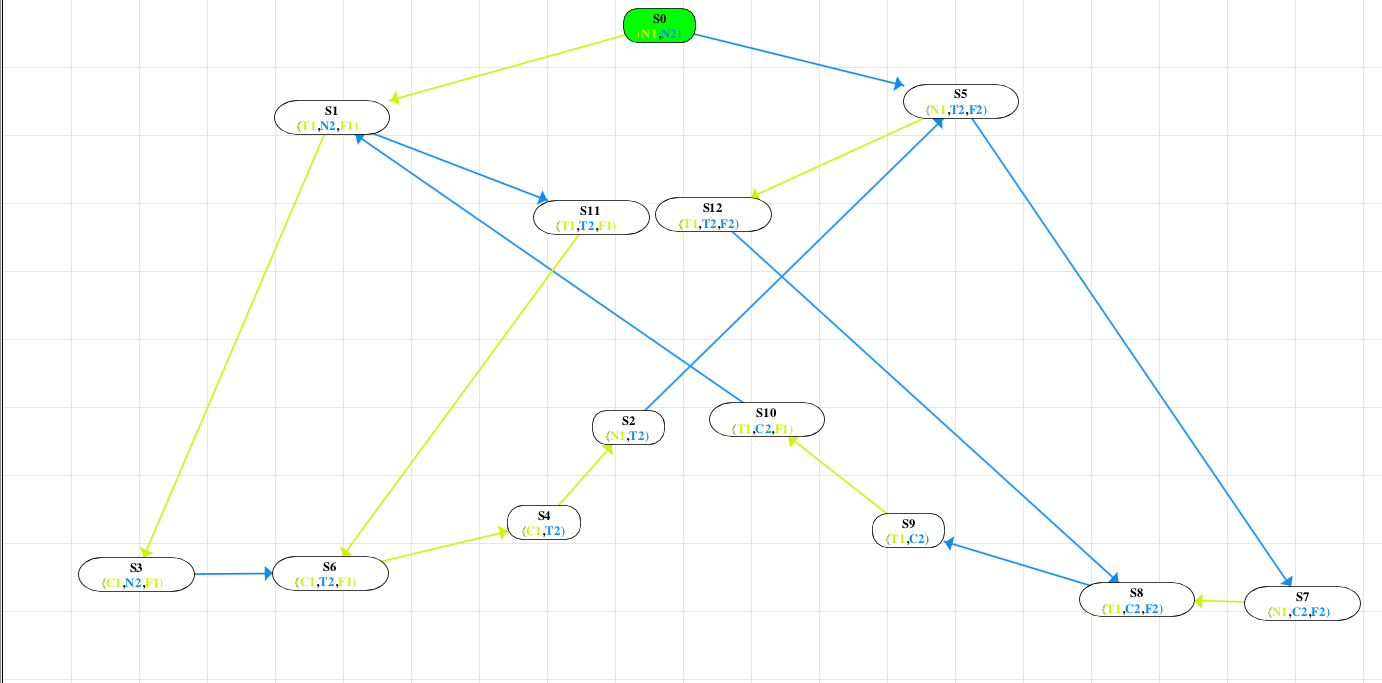 S0
(N1,N2)
S5
(N1,T2,F2)
S1
(T1,N2,F1)
S11
(T1,T2,F1)
S12
(T1,T2,F2)
S10
(T1,C2,F1)
S2
(N1,T2)
S4
(C1,T2)
S9
(T1,C2)
S3
(C1,N2,F1)
S6
(C1,T2,F1)
S8
(T1,C2,F2)
S7
(N1,C2,F2)